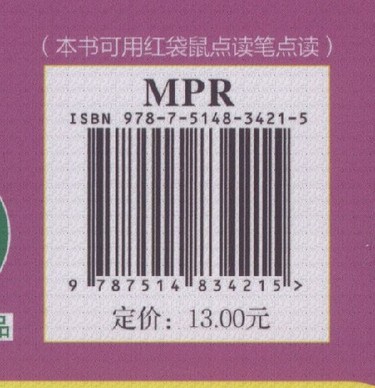 （本书可用红袋鼠点读笔点读）
MPR
ISBN 978-7-5148-3421-5
9 787514 834215 >
定价：13.00元
品